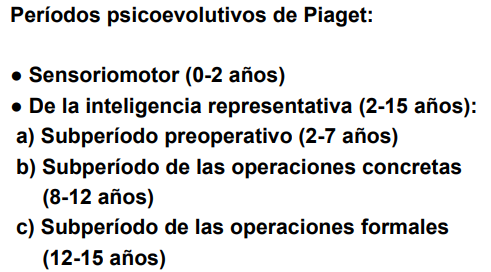 Períodos psicoevolutivos de Piaget:
● Sensoriomotor (0-2 años)
● De la inteligencia representativa (2-15 años):
a) Subperíodo preoperativo (2-7 años)
b) Subperíodo de las operaciones concretas
(8-12 años)
c) Subperíodo de las operaciones formales
(12-15 años)